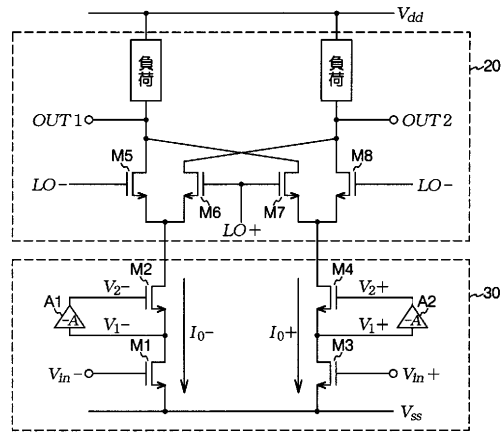 Vdd
負荷
負荷
20
OUT1
OUT2
M5
M8
LO−
LO−
M6
M7
LO+
M2
M4
30
A1
V2−
V2+
A2
−A
−A
V1−
V1+
I0−
I0+
M1
M3
Vin−
Vin+
Vss